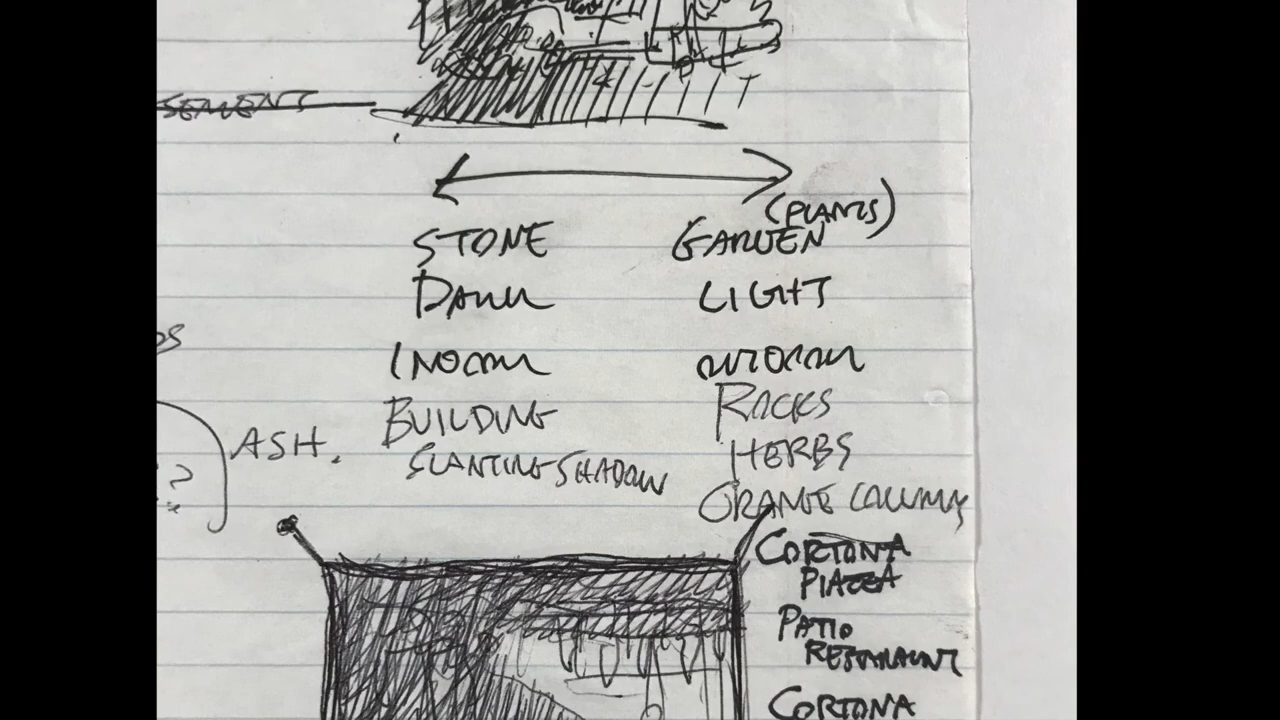 (PLANTS)
STONE GARDEN
DARK LIGHT
INDOOR OUTDOOR
BUILDING ROCKS
ASH. HERBS
SLANTING SHADOW
ORANGE COLUMNS
CORTONA
PIAZZA
PATIO
RESTAURANT
CORTONA